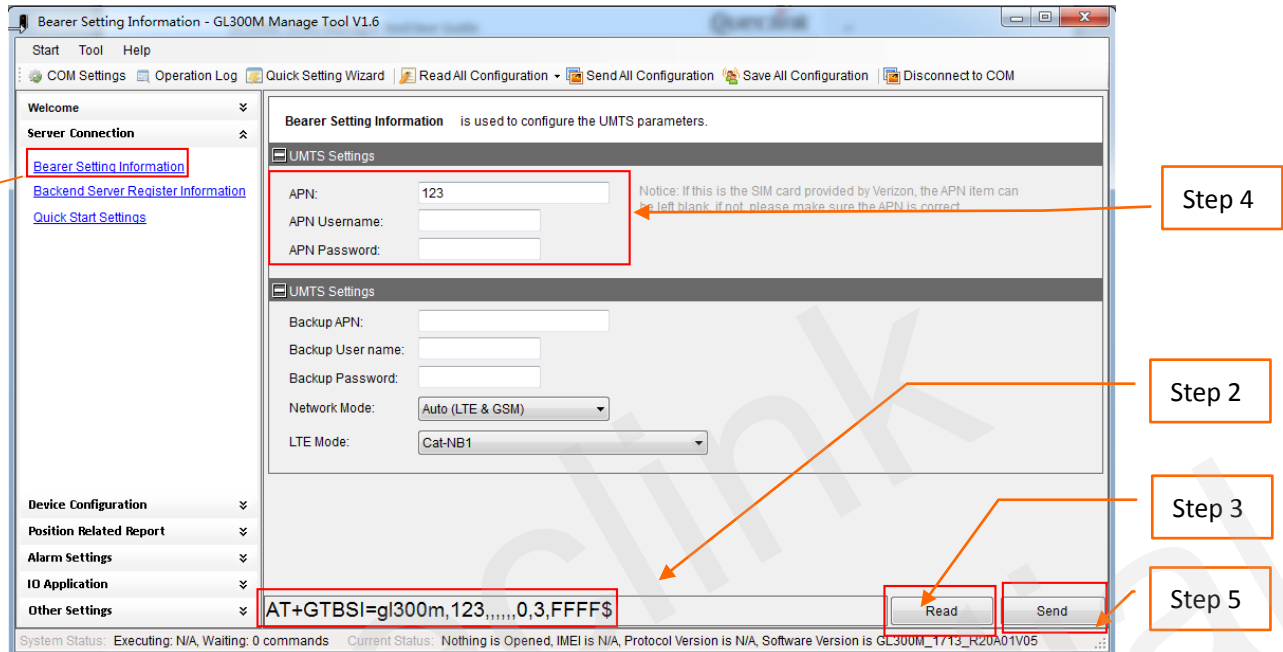 Bearer Setting Information - GL300M Manage Tool V1.6
Start Tool Help
COM Settings Operation Log Quick Setting Wizard Read All Configuration Send All Configuration Save All Configuration Disconnect to COM
Welcome
Server Connection
Bearer Setting Information
Backend Server Register Information
Quick Start Settings
Device Configuration
Position Related Report
Alarm Settings
IO Application
Other Settings
Bearer Setting Information is used to configure the UMTS parameters.
UMTS Settings
APN: 123
APN Username:
APN Password:
Notice: If this is the SIM card provided by Verizon, the APN item can
be left blank, if not, please make sure the APN is correct
UMTS Settings
Backup APN:
Backup User name:
Backup Password:
Network Mode: Auto (LTE & GSM)
LTE Mode: Cat-NB1
AT+GTBSI=gl300m,123,,,,,0,3,FFFF$
Read Send
System Status: Executing: N/A, Waiting: 0 commands Current Status: Nothing is Opened, IMEI is N/A, Protocol Version is N/A, Software Version is GL300M_1713_R20A01V05
Step 4
Step 2
Step 3
Step 5